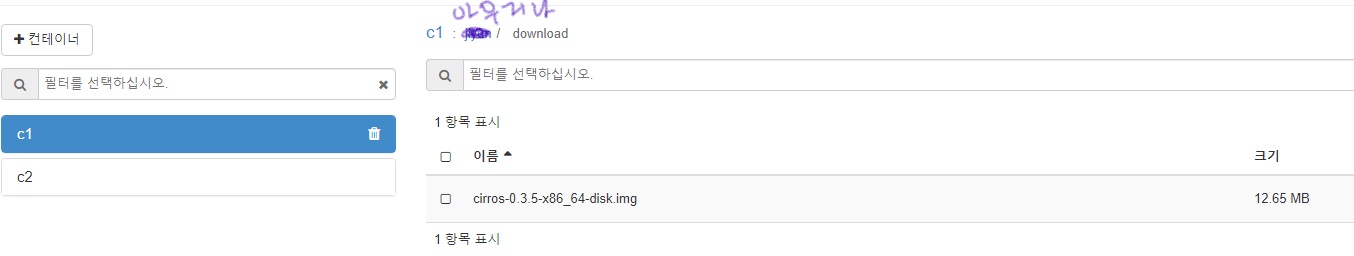 아무거나
컨테이너
c1 : / download
필터를 선택하십시오.
필터를 선택하십시오.
c1
c2
1 항목 표시
이름 크기
cirros-0.3.5-x86_64-disk.img 12.65 MB
1 항목 표시